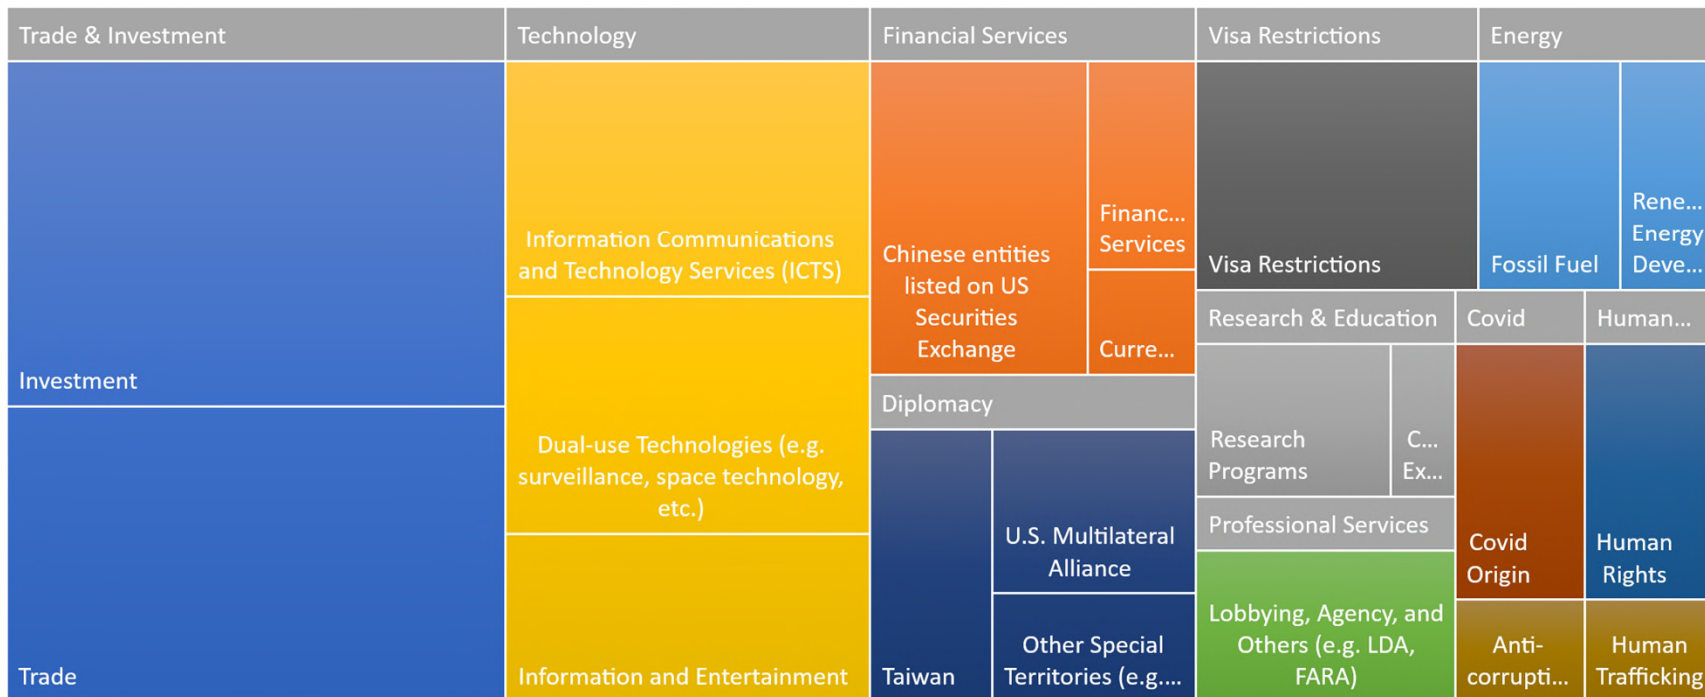 Trade & Investment
Investment
Trade
Technology
Information Communications
and Technology Services (ICTS)
Dual-use Technologies (e.g.
surveillance, space technology,
etc.)
Information and Entertainment
Financial Services
Chinese entities
listed on US
Securities
Exchange
Financ...
Services
Curre...
Diplomacy
Taiwan
U.S. Multilateral
Alliance
Other Special
Territories (e.g....
Visa Restrictions
Visa Restrictions
Energy
Fossil Fuel
Rene...
Energy
Deve...
Research & Education
Research
Programs
C...
Ex...
Professional Services
Lobbying, Agency, and
Others (e.g. LDA,
FARA)
Covid
Covid
Origin
Human...
Human
Rights
Anti-
corrupti...
Human
Trafficking